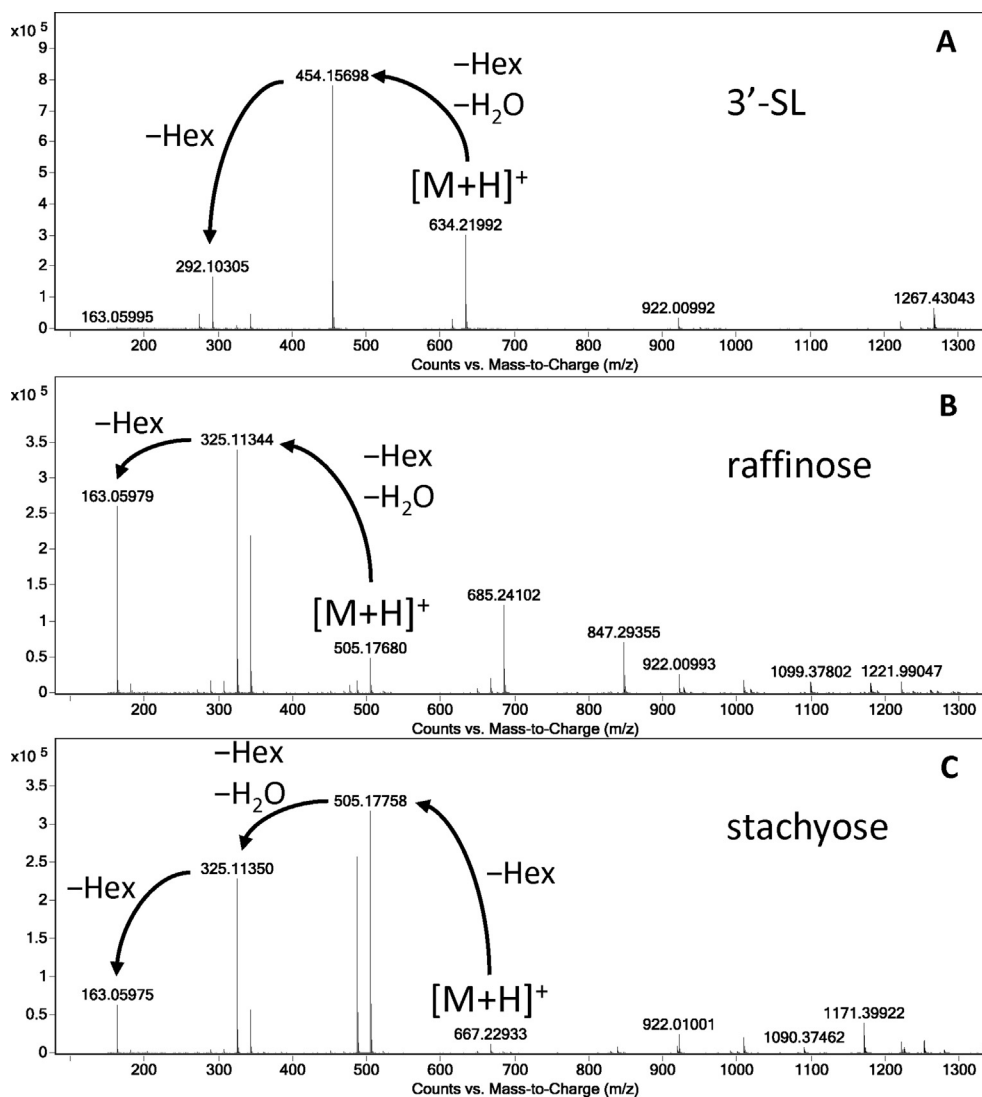 x10 5
A
9
8
7
6
5
4
3
2
1
0
454.15698
–Hex
–H2O
–Hex
3’-SL
[M+H]+
634.21992
292.10305
163.05995
922.00992
1267.43043
200 300 400 500 600 700 800 900 1000 1100 1200 1300
Counts vs. Mass-to-Charge (m/z)
x10 5
B
3.5
3
2.5
2
1.5
1
0.5
0
–Hex
325.11344
–Hex
–H2O
raffinose
163.05979
[M+H]+
505.17680
685.24102
847.29355
922.00993
1099.37802
1221.99047
200 300 400 500 600 700 800 900 1000 1100 1200 1300
Counts vs. Mass-to-Charge (m/z)
x10 5
C
3.5
3
2.5
2
1.5
1
0.5
0
–Hex
–H2O
505.17758
stachyose
325.11350
–Hex
–Hex
163.05975
[M+H]+
667.22933
922.01001
1090.37462
1171.39922
200 300 400 500 600 700 800 900 1000 1100 1200 1300
Counts vs. Mass-to-Charge (m/z)